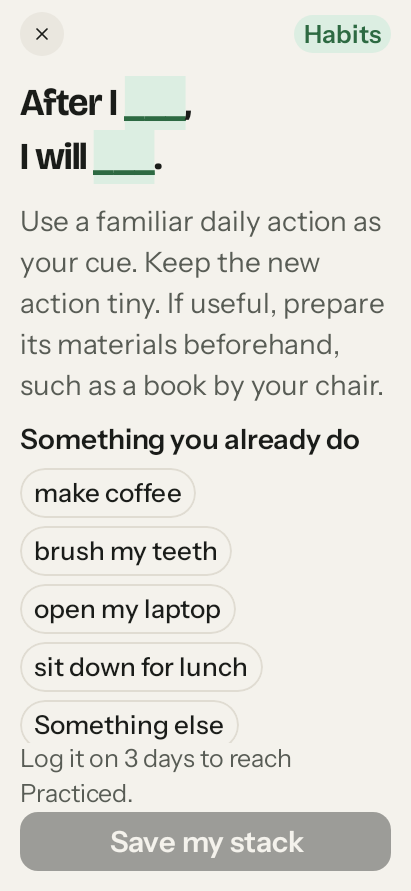 Habits
After I ____,
I will ____.
Use a familiar daily action as
your cue. Keep the new
action tiny. If useful, prepare
its materials beforehand,
such as a book by your chair.
Something you already do
make coffee
brush my teeth
open my laptop
sit down for lunch
Something else
Log it on 3 days to reach
Practiced.
Save my stack